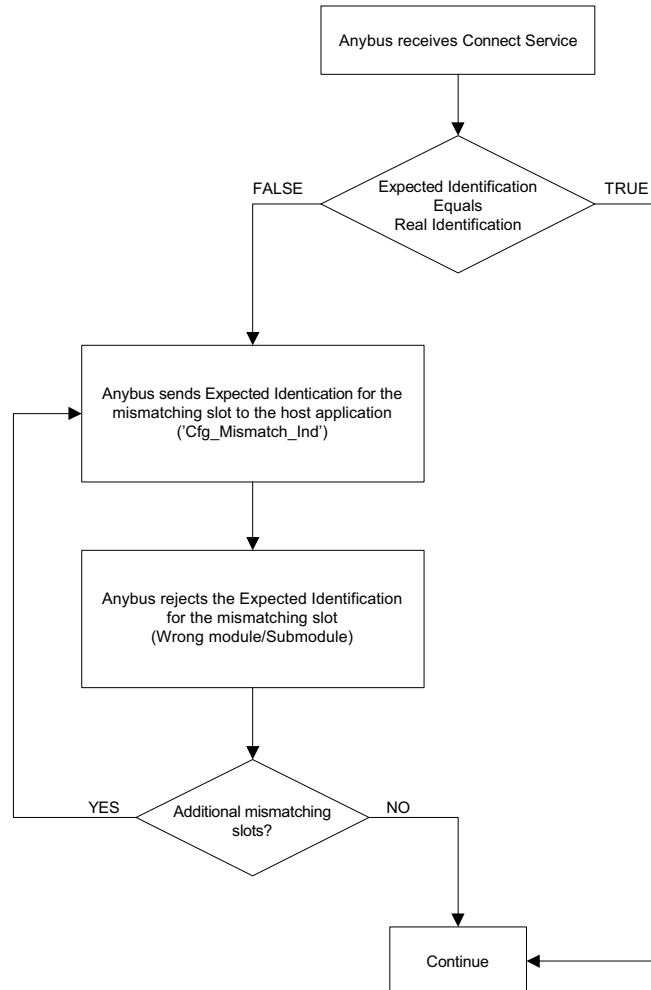 Anybus receives Connect Service
Expected Identification
Equals
Real Identification
FALSE
TRUE
Anybus sends Expected Identication for the
mismatching slot to the host application
('Cfg_Mismatch_Ind')
Anybus rejects the Expected Identification
for the mismatching slot
(Wrong module/Submodule)
Additional mismatching
slots?
YES
NO
Continue